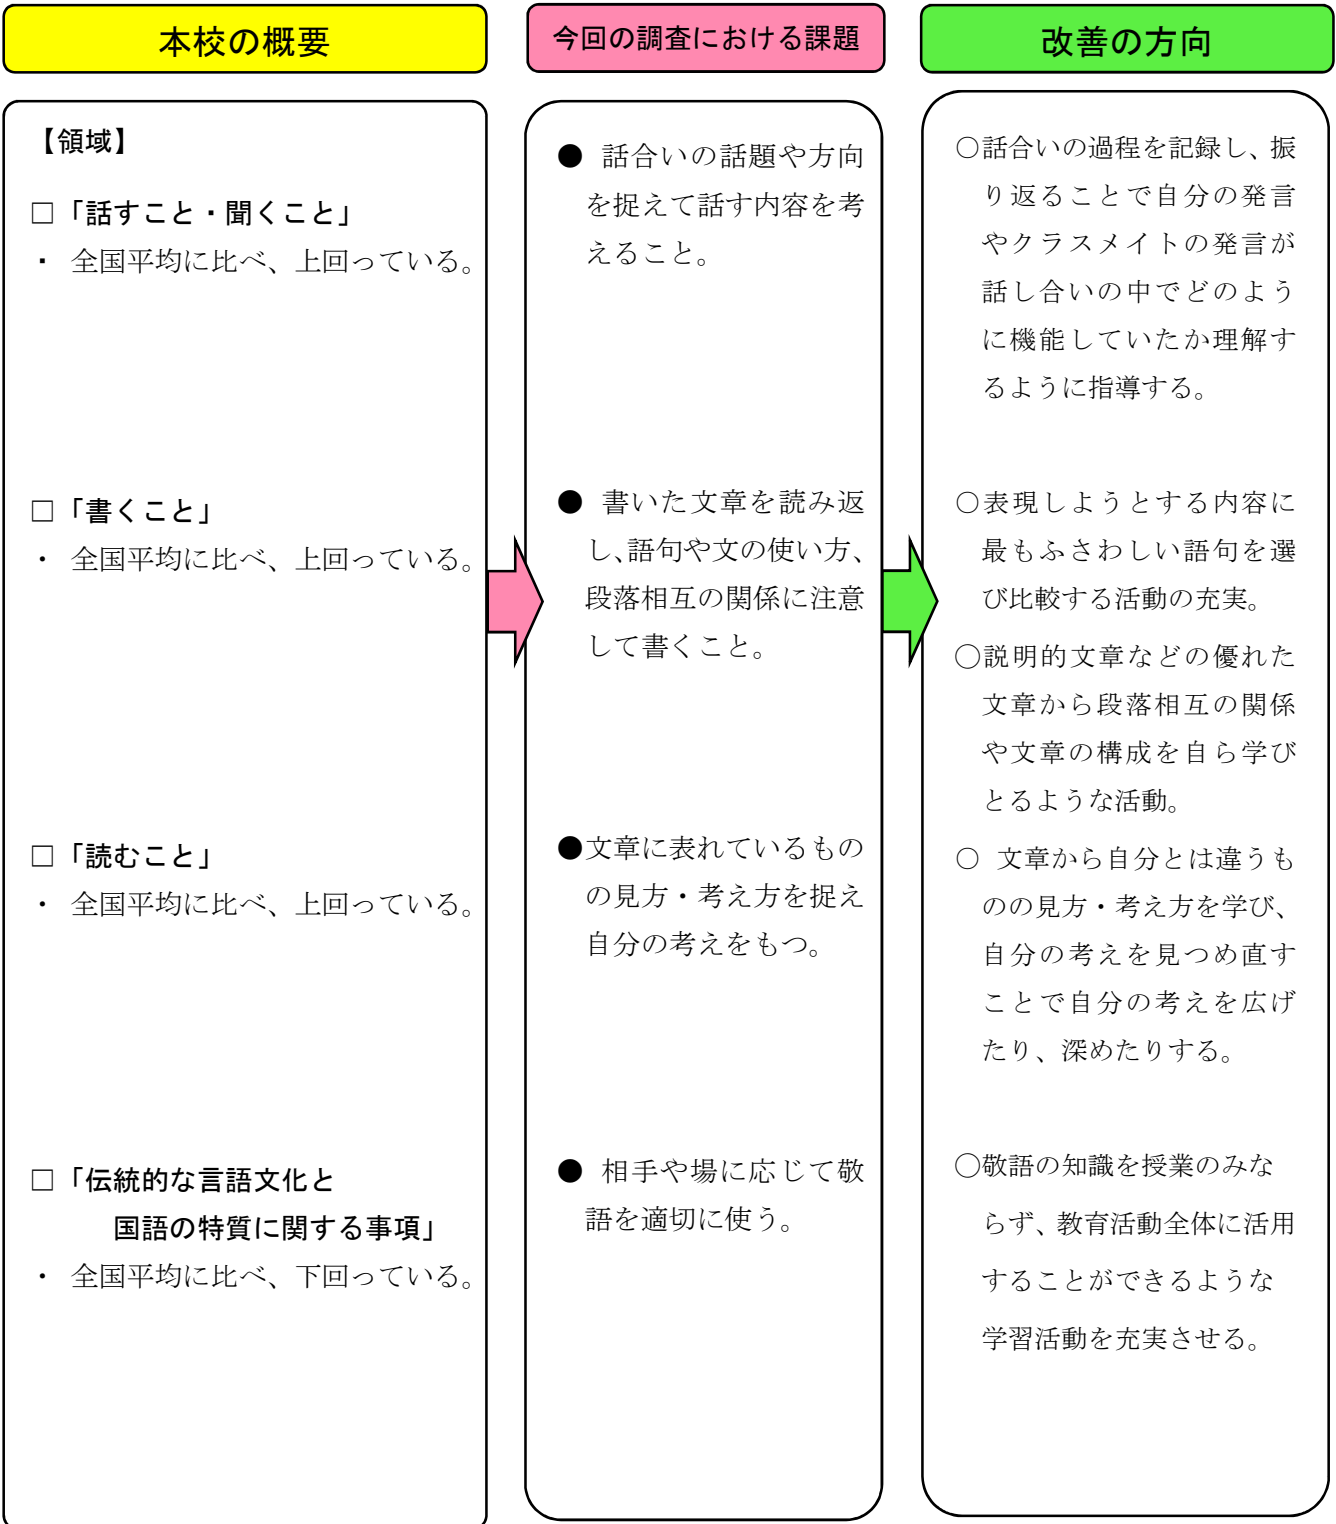 本校の概要
【領域】
□「話すこと・聞くこと」
・ 全国平均に比べ、上回っている。
□「書くこと」
・ 全国平均に比べ、上回っている。
□「読むこと」
・ 全国平均に比べ、上回っている。
□「伝統的な言語文化と
国語の特質に関する事項」
・ 全国平均に比べ、下回っている。
今回の調査における課題
● 話合いの話題や方向
を捉えて話す内容を考
えること。
● 書いた文章を読み返
し、語句や文の使い方、
段落相互の関係に注意
して書くこと。
●文章に表れているもの
の見方・考え方を捉え
自分の考えをもつ。
● 相手や場に応じて敬
語を適切に使う。
改善の方向
○話合いの過程を記録し、振
り返ることで自分の発言
やクラスメイトの発言が
話し合いの中でどのよう
に機能していたか理解す
るように指導する。
○表現しようとする内容に
最もふさわしい語句を選
び比較する活動の充実。
○説明的文章などの優れた
文章から段落相互の関係
や文章の構成を自ら学び
とるような活動。
○ 文章から自分とは違うも
のの見方・考え方を学び、
自分の考えを見つめ直す
ことで自分の考えを広げ
たり、深めたりする。
○敬語の知識を授業のみな
らず、教育活動全体に活用
することができるような
学習活動を充実させる。